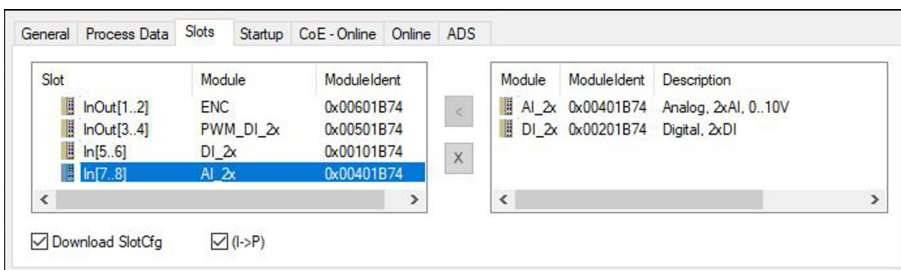 General Process Data Slots Startup CoE - Online Online ADS
Slot Module ModuleIdent
InOut[1..2] ENC 0x00601B74
InOut[3..4] PWM_DI_2x 0x00501B74
In[5..6] DI_2x 0x00101B74
In[7..8] AI_2x 0x00401B74
<
X
Module ModuleIdent Description
AI_2x 0x00401B74 Analog, 2xAI, 0..10V
DI_2x 0x00201B74 Digital, 2xDI
Download SlotCfg (I->P)